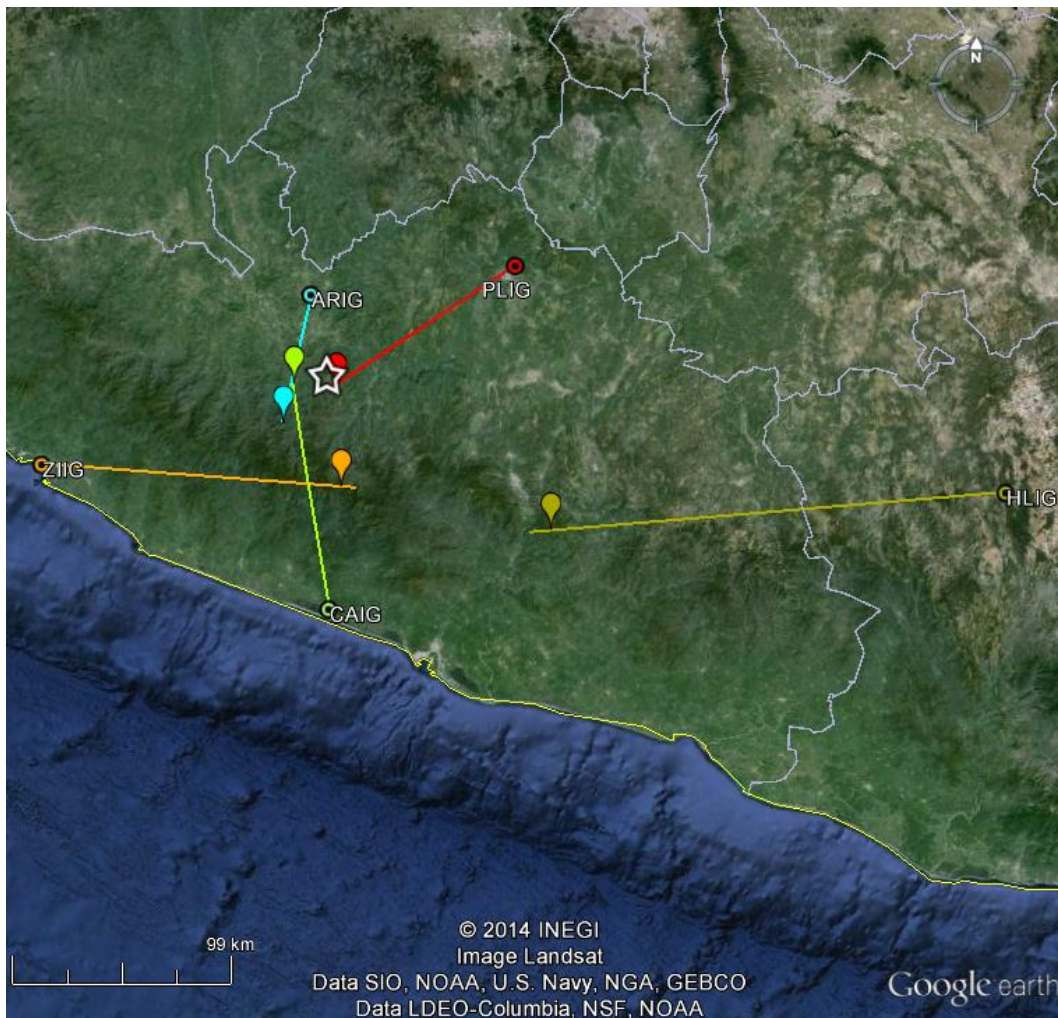 N
ARIG
PLIG
ZIIG
HLIG
CAIG
99 km
© 2014 INEGI
Image Landsat
Data SIO, NOAA, U.S. Navy, NGA, GEBCO
Data LDEO-Columbia, NSF, NOAA
Google earth